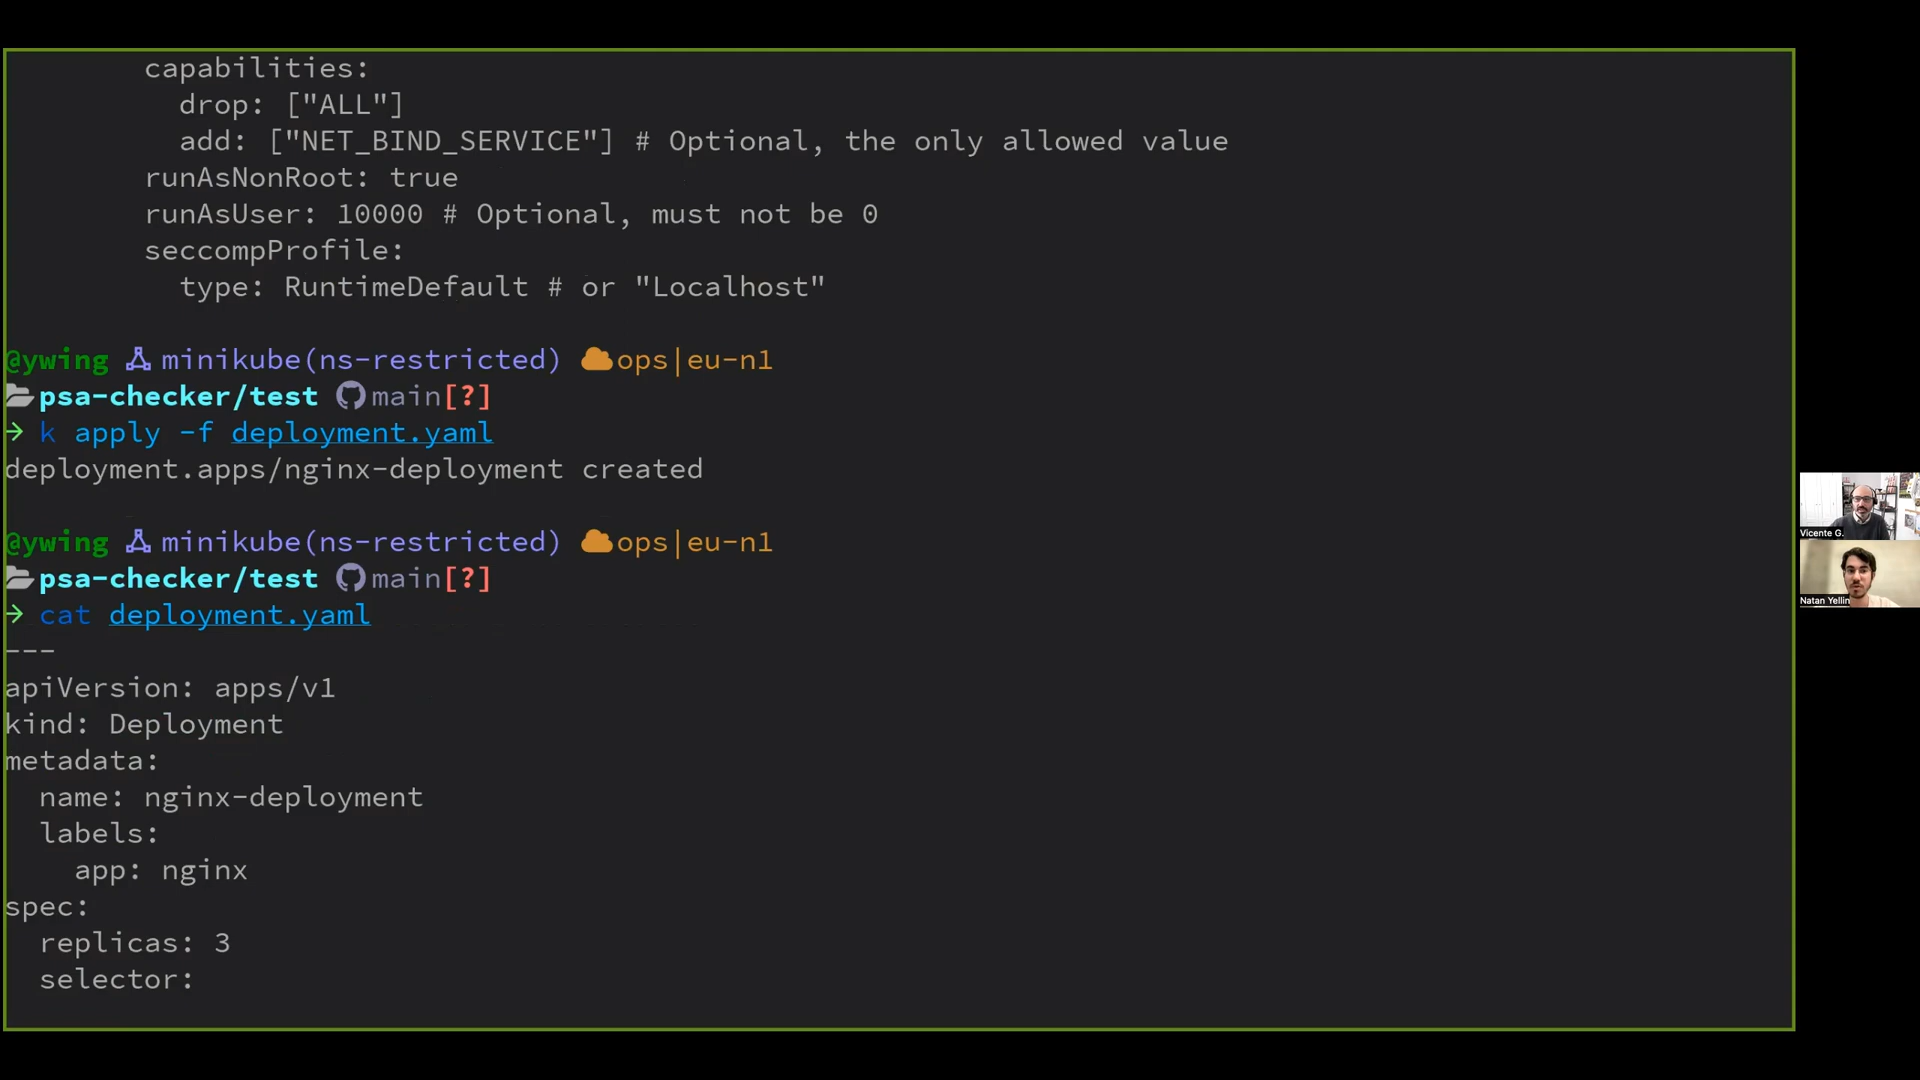 capabilities:
drop: ["ALL"]
add: ["NET_BIND_SERVICE"] # Optional, the only allowed value
runAsNonRoot: true
runAsUser: 10000 # Optional, must not be 0
seccompProfile:
type: RuntimeDefault # or "Localhost"
@ywing minikube(ns-restricted) ops|eu-n1
psa-checker/test main[?]
→ k apply -f deployment.yaml
deployment.apps/nginx-deployment created
@ywing minikube(ns-restricted) ops|eu-n1
psa-checker/test main[?]
→ cat deployment.yaml
---
apiVersion: apps/v1
kind: Deployment
metadata:
name: nginx-deployment
labels:
app: nginx
spec:
replicas: 3
selector:
Vicente G.
Natan Yellin